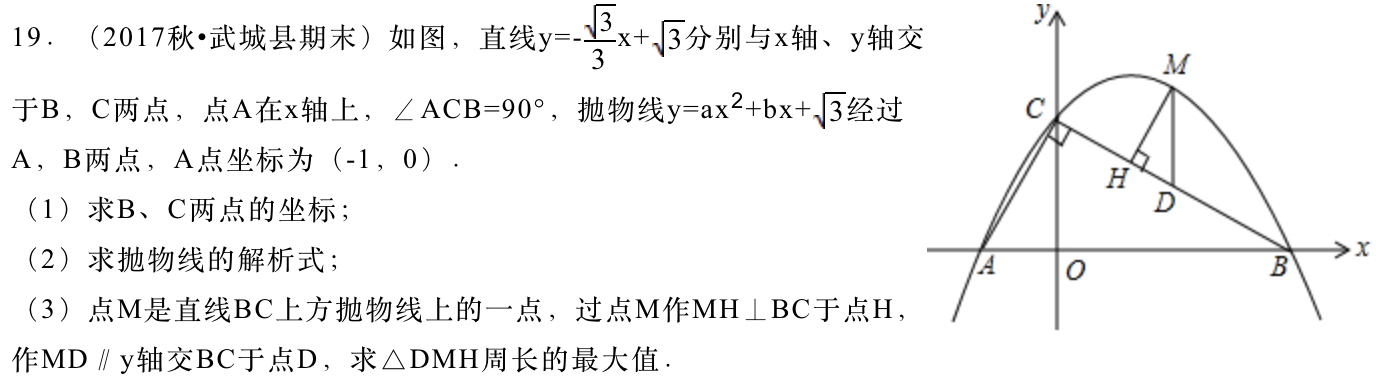 19. （2017秋•武城县期末）如图，直线y=-√3/3x+√3分别与x轴、y轴交
于B，C两点，点A在x轴上，∠ACB=90°，抛物线y=ax²+bx+√3经过
A，B两点，A点坐标为（-1，0）.
（1）求B、C两点的坐标；
（2）求抛物线的解析式；
（3）点M是直线BC上方抛物线上的一点，过点M作MH⊥BC于点H，
作MD∥y轴交BC于点D，求△DMH周长的最大值.
y
M
C
H
D
A
O
B
x